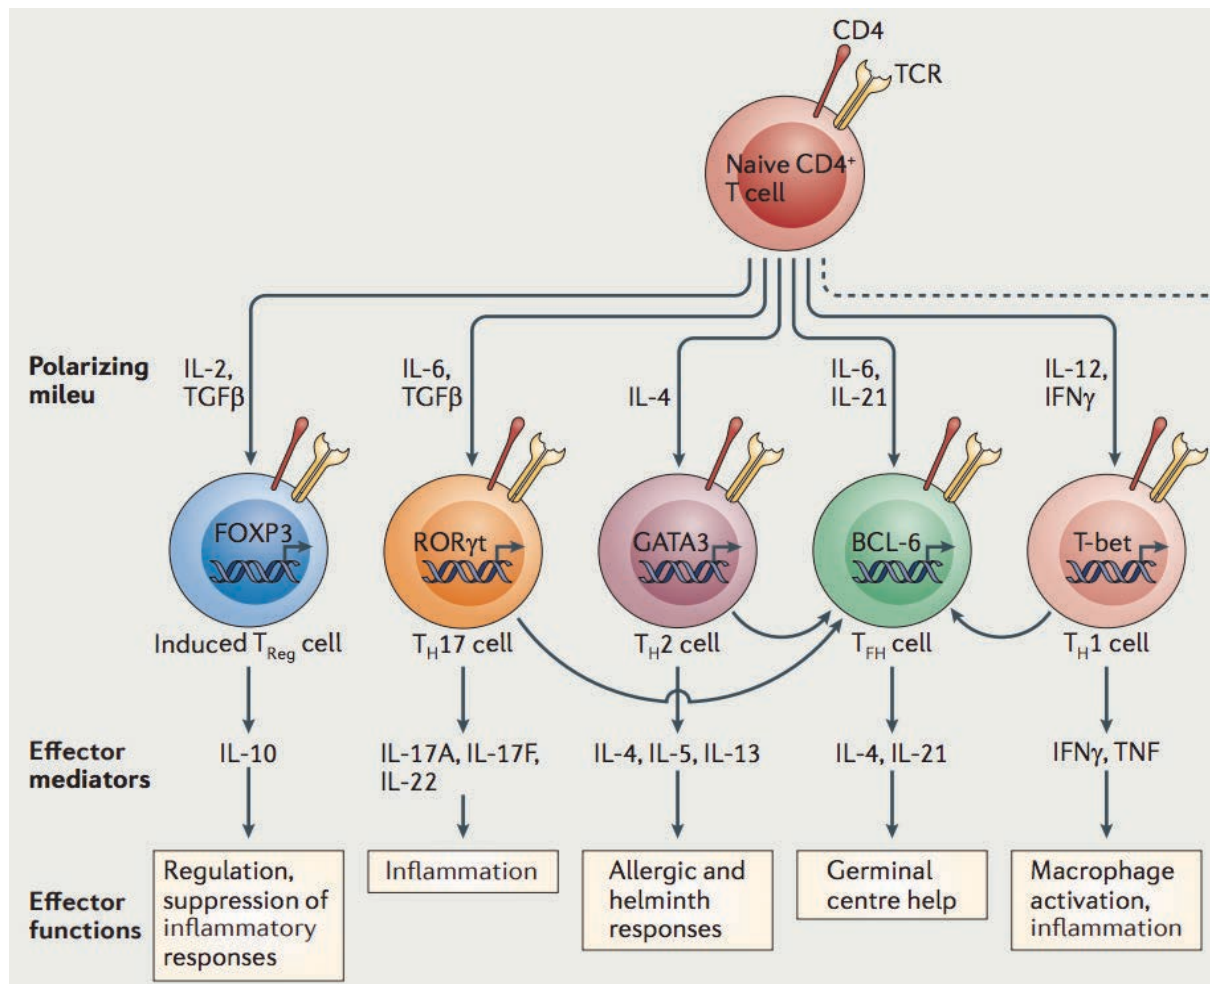 CD4
TCR
Naive CD4+
T cell
Polarizing
mileu
IL-2,
TGFβ
IL-6,
TGFβ
IL-4
IL-6,
IL-21
IL-12,
IFNγ
FOXP3
RORγt
GATA3
BCL-6
T-bet
Induced TReg cell
TH17 cell
TH2 cell
TFH cell
TH1 cell
Effector
mediators
IL-10
IL-17A, IL-17F,
IL-22
IL-4, IL-5, IL-13
IL-4, IL-21
IFNγ, TNF
Effector
functions
Regulation,
suppression of
inflammatory
responses
Inflammation
Allergic and
helminth
responses
Germinal
centre help
Macrophage
activation,
inflammation